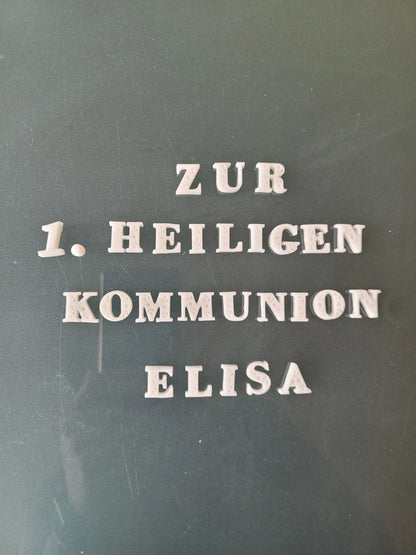 ZUR
1. HEILIGEN
KOMMUNION
ELISA